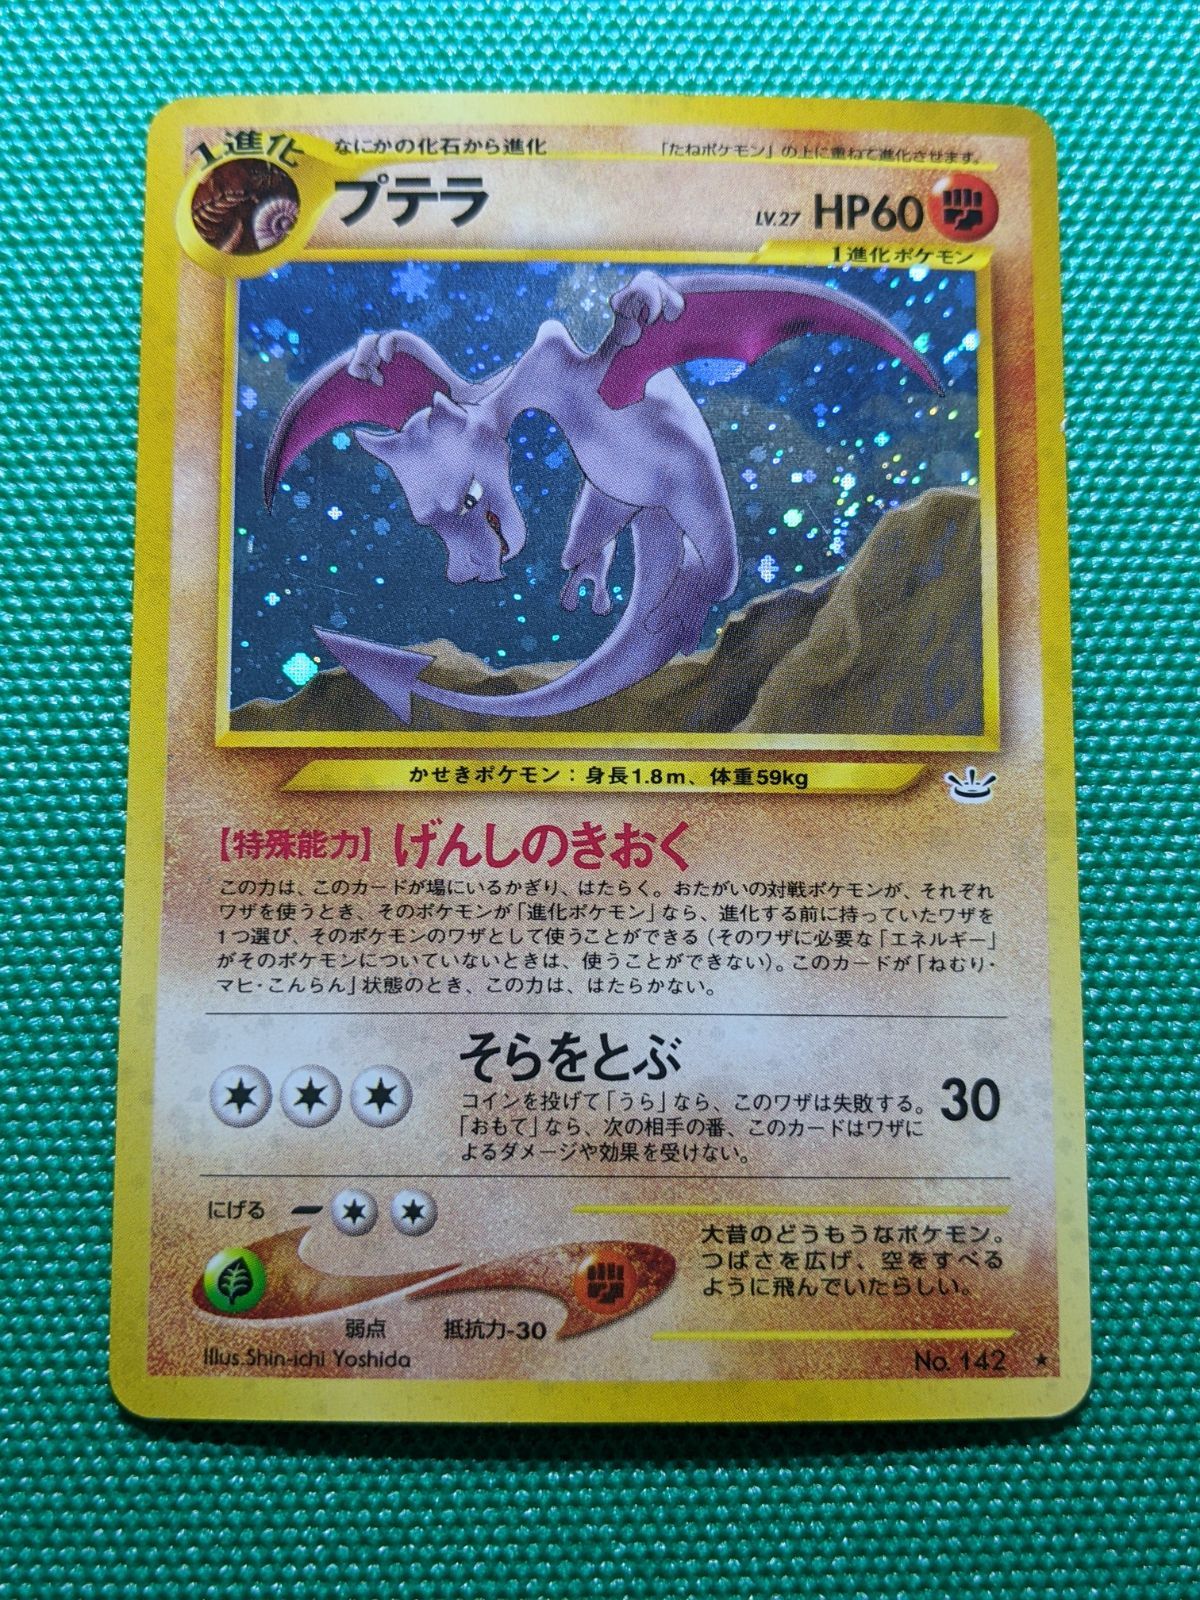 1進化
なにかの化石から進化
「たねポケモン」の上に重ねて進化させます。
プテラ
LV.27 HP60
1進化ポケモン
かせきポケモン：身長1.8m、体重59kg
【特殊能力】げんしのきおく
この力は、このカードが場にいるかぎり、はたらく。おたがいの対戦ポケモンが、それぞれ
ワザを使うとき、そのポケモンが「進化ポケモン」なら、進化する前に持っていたワザを
1つ選び、そのポケモンのワザとして使うことができる（そのワザに必要な「エネルギー」
がそのポケモンについていないときは、使うことができない）。このカードが「ねむり・
マヒ・こんらん」状態のとき、この力は、はたらかない。
そらをとぶ
30
コインを投げて「うら」なら、このワザは失敗する。
「おもて」なら、次の相手の番、このカードはワザに
よるダメージや効果を受けない。
にげる
大昔のどうもうなポケモン。
つばさを広げ、空をすべる
ように飛んでいたらしい。
弱点
抵抗力-30
Illus.Shin-ichi Yoshida
No. 142 ★